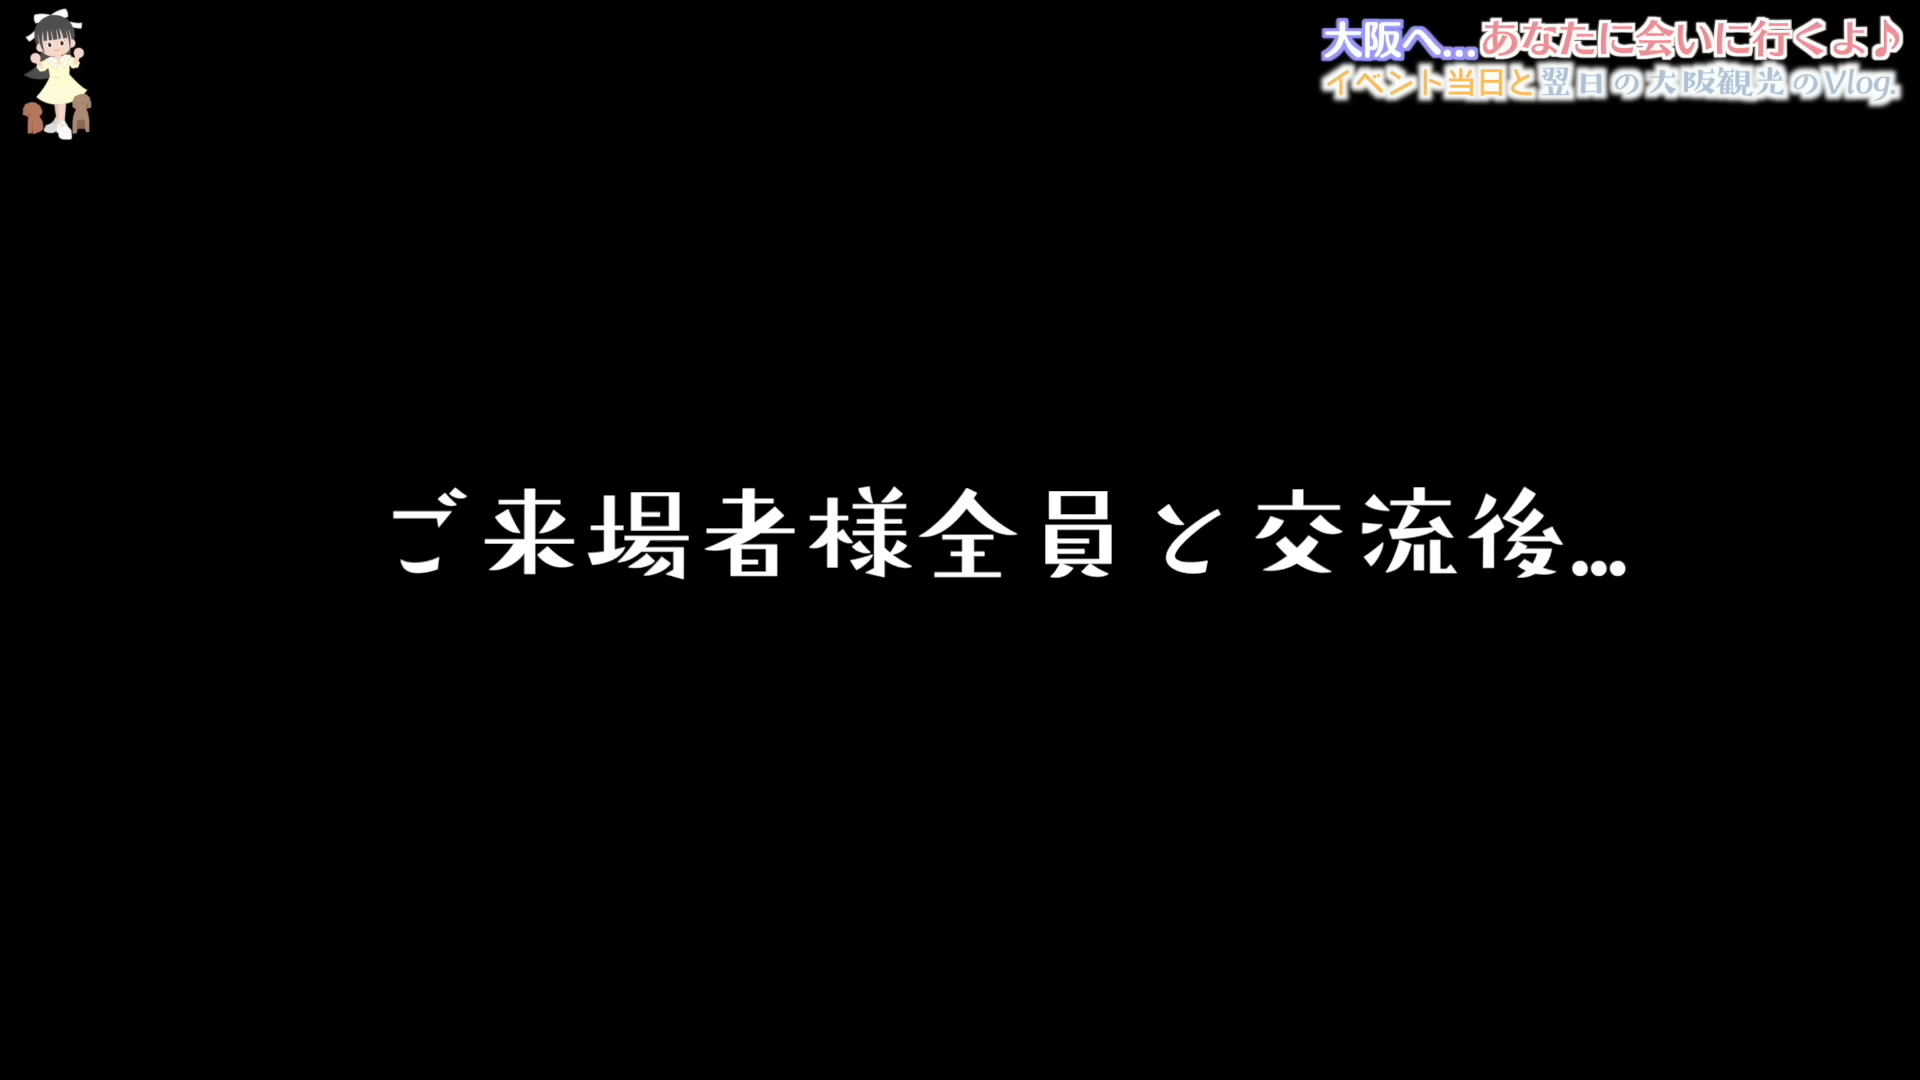 大阪へ...あなたに会いに行くよ♪
イベント当日と翌日の大阪観光のVlog.
ご来場者様全員と交流後...